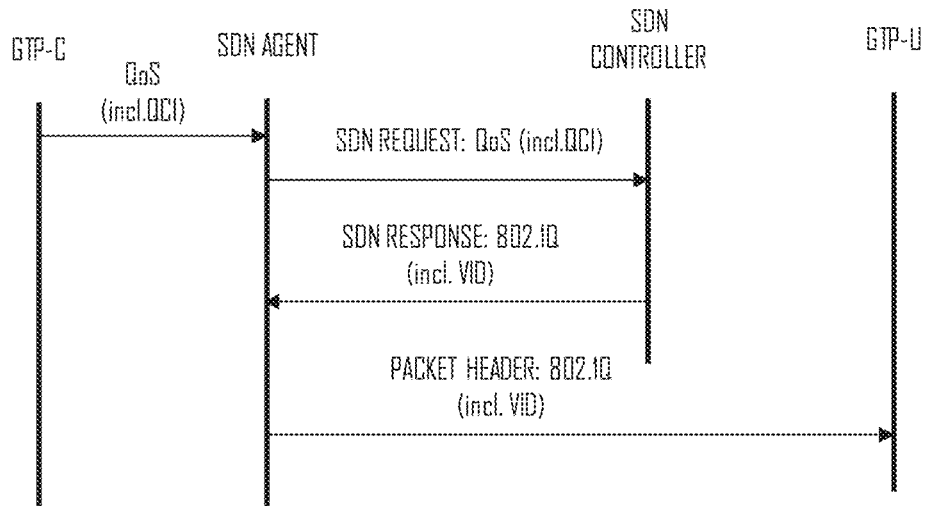 GTP-C
SDN AGENT
SDN
CONTROLLER
GTP-U
QoS
(incl.QCI)
SDN REQUEST: QoS (incl.QCI)
SDN RESPONSE: 802.1Q
(incl. VID)
PACKET HEADER: 802.1Q
(incl. VID)